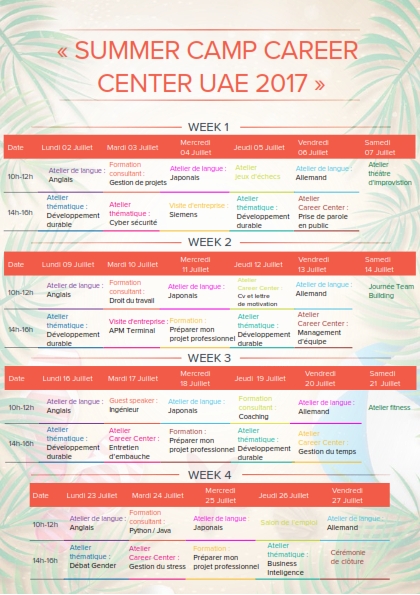 « SUMMER CAMP CAREER
CENTER UAE 2017 »
WEEK 1
Date Lundi 02 Juillet Mardi 03 Juillet Mercredi 04 Juillet Jeudi 05 Juillet Vendredi 06 Juillet Samedi 07 Juillet
10h-12h Atelier de langue : Anglais Formation consultant : Gestion de projets Atelier de Langue : Japonais Atelier jeux d'échecs Atelier de langue : Allemand Atelier théâtre d'improvisation
14h-16h Atelier thématique : Développement durable Atelier thématique : Cyber sécurité Visite d'entreprise : Siemens Atelier thématique : Développement durable Atelier Career Center : Prise de parole en public
WEEK 2
Date Lundi 09 Juillet Mardi 10 Juillet Mercredi 11 Juillet Jeudi 12 Juillet Vendredi 13 Juillet Samedi 14 Juillet
10h-12h Atelier de langue : Anglais Formation consultant : Droit du travail Atelier de langue : Japonais Atelier Career Center : Cv et lettre de motivation Atelier de langue : Allemand Journée Team Building
14h-16h Atelier thématique : Développement durable Visite d'entreprise : APM Terminal Formation : Préparer mon projet professionnel Atelier thématique : Développement durable Atelier Career Center : Management d'équipe
WEEK 3
Date Lundi 16 Juillet Mardi 17 Juillet Mercredi 18 Juillet Jeudi 19 Juillet Vendredi 20 Juillet Samedi 21 Juillet
10h-12h Atelier de langue : Anglais Guest speaker : Ingénieur Atelier de langue : Japonais Formation consultant : Coaching Atelier de langue : Allemand Atelier fitness
14h-16h Atelier thématique : Développement durable Atelier Career Center : Entretien d'embauche Formation : Préparer mon projet professionnel Atelier thématique : Développement durable Atelier Career Center : Gestion du temps
WEEK 4
Date Lundi 23 Juillet Mardi 24 Juillet Mercredi 25 Juillet Jeudi 26 Juillet Vendredi 27 Juillet
10h-12h Atelier de langue : Anglais Formation consultant : Python / Java Atelier de langue : Japonais Salon de l'emploi Atelier de langue : Allemand
14h-16h Atelier thématique : Débat Gender Atelier Career Center : Gestion du stress Formation : Préparer mon projet professionnel Atelier thématique : Business Inteligence Cérémonie de clôture